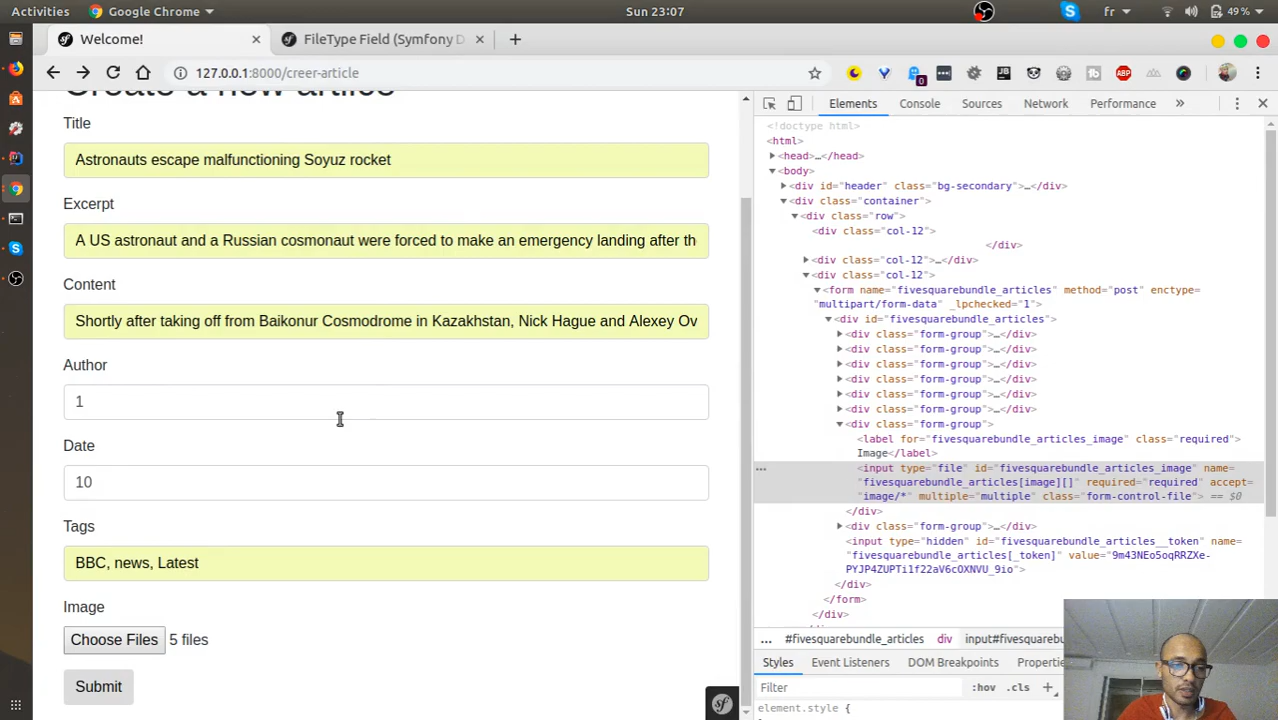 Activities
Google Chrome
Sun 23:07
fr
49 %
Welcome!
FileType Field (Symfony D
127.0.0.1:8000/creer-article
0
ABP
Create a new artilce
Title
Astronauts escape malfunctioning Soyuz rocket
Excerpt
A US astronaut and a Russian cosmonaut were forced to make an emergency landing after th
Content
Shortly after taking off from Baikonur Cosmodrome in Kazakhstan, Nick Hague and Alexey Ov
Author
1
Date
10
Tags
BBC, news, Latest
Image
Choose Files 5 files
Submit
sf
Elements Console Sources Network Performance »
<!doctype html>
<html>
<head>…</head>
<body>
<div id="header" class="bg-secondary">…</div>
<div class="container">
<div class="row">
<div class="col-12">
</div>
<div class="col-12">…</div>
<div class="col-12">
<form name="fivesquarebundle_articles" method="post" enctype=
"multipart/form-data" _lpchecked="1">
<div id="fivesquarebundle_articles">
<div class="form-group">…</div>
<div class="form-group">…</div>
<div class="form-group">…</div>
<div class="form-group">…</div>
<div class="form-group">…</div>
<div class="form-group">…</div>
<div class="form-group">
<label for="fivesquarebundle_articles_image" class="required">
Image</label>
… <input type="file" id="fivesquarebundle_articles_image" name=
"fivesquarebundle_articles[image][]" required="required" accept=
"image/*" multiple="multiple" class="form-control-file"> == $0
</div>
<div class="form-group">…</div>
<input type="hidden" id="fivesquarebundle_articles__token" name=
"fivesquarebundle_articles[_token]" value="9m43NEo5oqRRZXe-
PYJP4ZUPTi1f22aV6cOXNVU_9io">
</div>
</form>
</div>
... #fivesquarebundle_articles div input#fivesquarebu
Styles Event Listeners DOM Breakpoints Properti
Filter :hov .cls +
element.style {